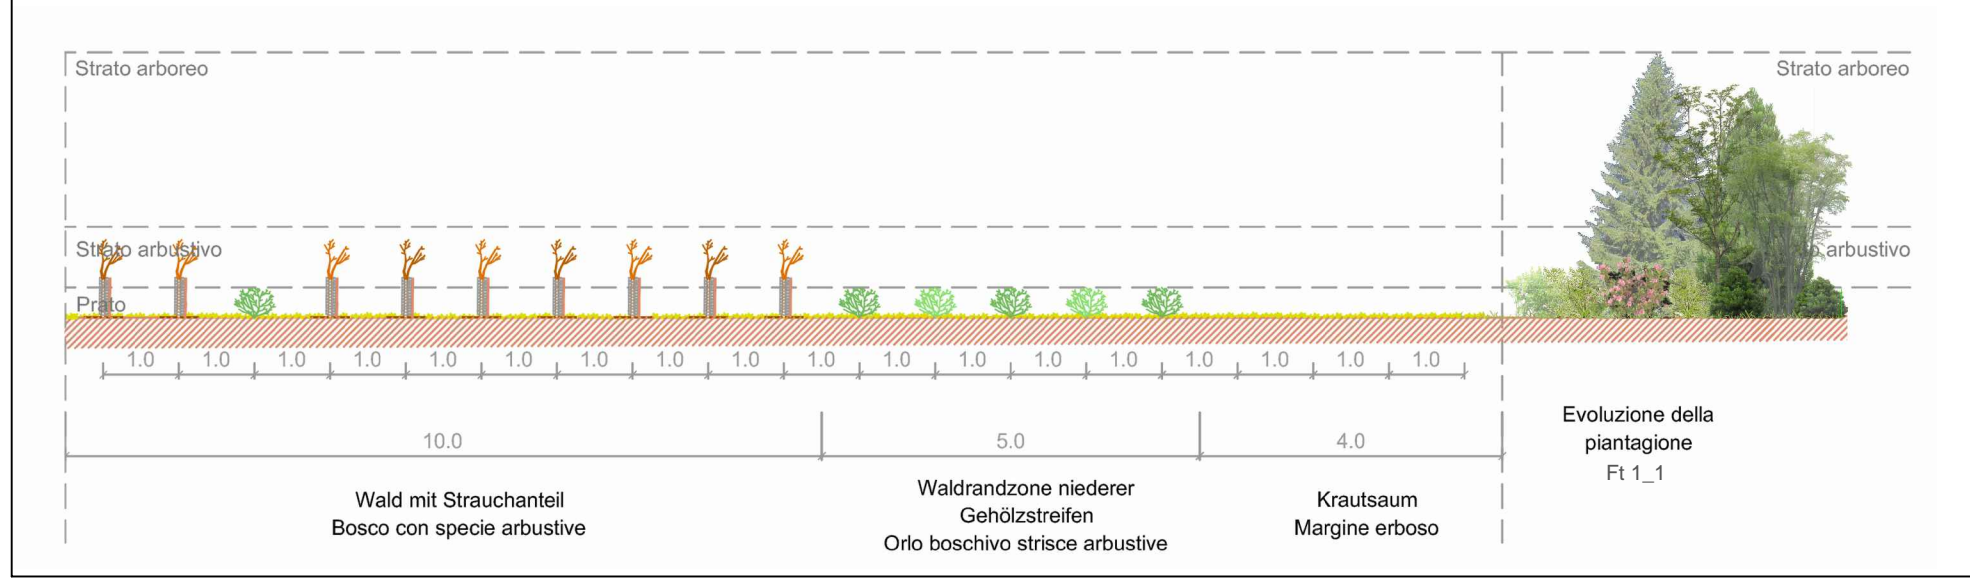 Strato arboreo
Strato arboreo
Strato arbustivo
arbustivo
Prato
1.0 1.0 1.0 1.0 1.0 1.0 1.0 1.0 1.0 1.0 1.0 1.0 1.0 1.0 1.0 1.0 1.0 1.0
10.0
5.0
4.0
Wald mit Strauchanteil
Bosco con specie arbustive
Waldrandzone niederer
Gehölzstreifen
Orlo boschivo strisce arbustive
Krautsaum
Margine erboso
Evoluzione della
piantagione
Ft 1_1